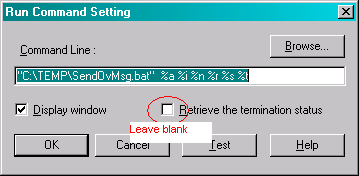 Run Command Setting
Command Line :
Browse...
"C:\TEMP\SendOvMsg.bat" %a %i %n %r %s %t
Display window
Retrieve the termination status
Leave blank
OK
Cancel
Test
Help